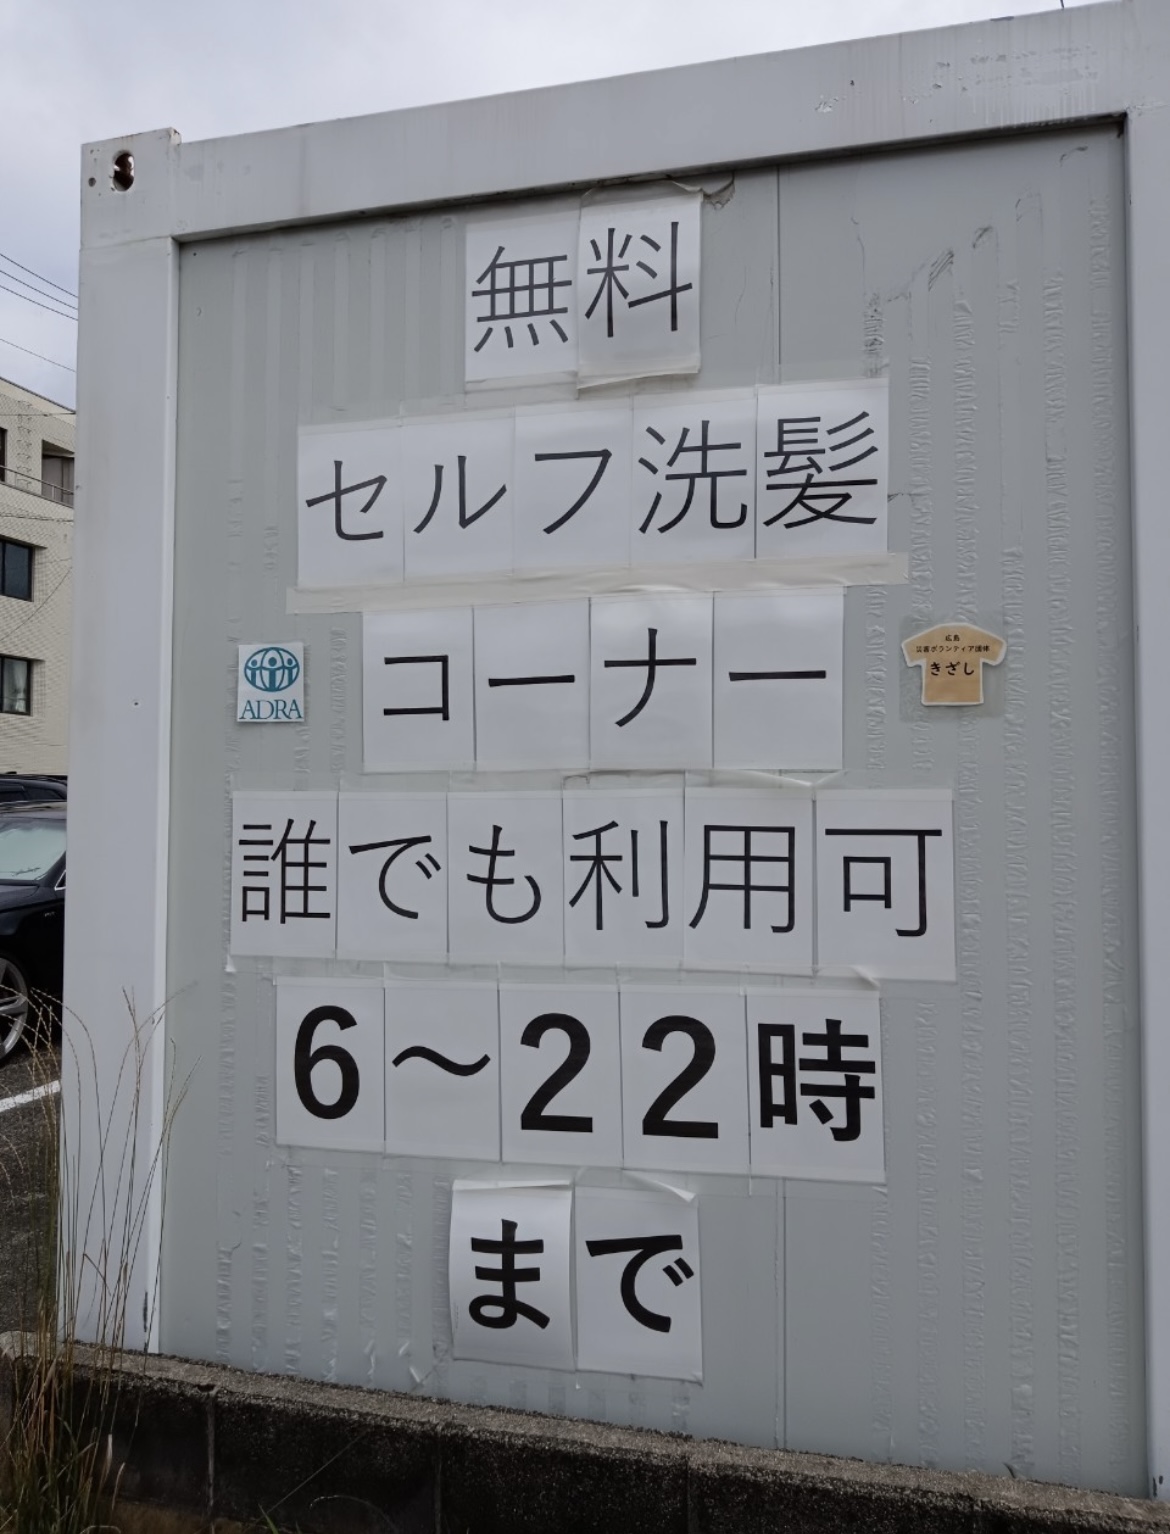 無料
セルフ洗髪
コーナー
ADRA
広島
災害ボランティア団体
きざし
誰でも利用可
6〜22時
まで